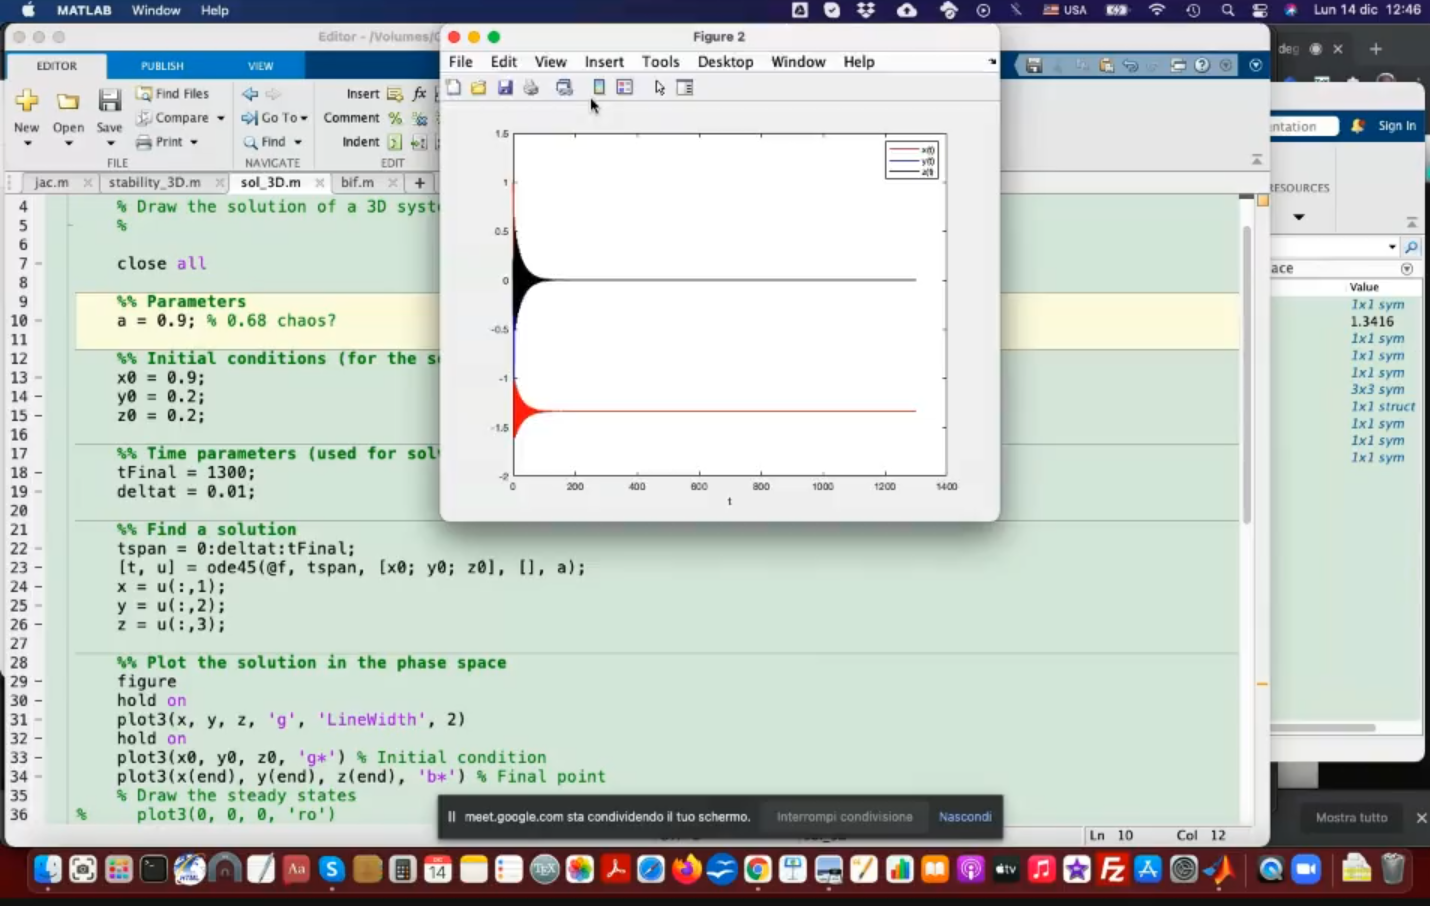 MATLAB Window Help
USA
Lun 14 dic 12:46
Editor - /Volumes/
Figure 2
EDITOR PUBLISH VIEW
File Edit View Insert Tools Desktop Window Help
New Open Save
Find Files
Compare
Print
Go To
Find
Insert fx
Comment %
Indent
FILE NAVIGATE EDIT
Sign In
jac.m stability_3D.m sol_3D.m bif.m +
Value
1x1 sym
1.3416
1x1 sym
1x1 sym
1x1 sym
3x3 sym
1x1 struct
1x1 sym
1x1 sym
1x1 sym
4 % Draw the solution of a 3D syst
5 %
6
7 close all
8
9 %% Parameters
10 a = 0.9; % 0.68 chaos?
11
12 %% Initial conditions (for the s
13 x0 = 0.9;
14 y0 = 0.2;
15 z0 = 0.2;
16
17 %% Time parameters (used for sol
18 tFinal = 1300;
19 deltat = 0.01;
20
21 %% Find a solution
22 tspan = 0:deltat:tFinal;
23 [t, u] = ode45(@f, tspan, [x0; y0; z0], [], a);
24 x = u(:,1);
25 y = u(:,2);
26 z = u(:,3);
27
28 %% Plot the solution in the phase space
29 figure
30 hold on
31 plot3(x, y, z, 'g', 'LineWidth', 2)
32 hold on
33 plot3(x0, y0, z0, 'g*') % Initial condition
34 plot3(x(end), y(end), z(end), 'b*') % Final point
35 % Draw the steady states
36 % plot3(0, 0, 0, 'ro')
1.5
1
0.5
0
-0.5
-1
-1.5
-2
0 200 400 600 800 1000 1200 1400
t
x(t)
y(t)
z(t)
meet.google.com sta condividendo il tuo schermo. Interrompi condivisione Nascondi
Ln 10 Col 12
Mostra tutto